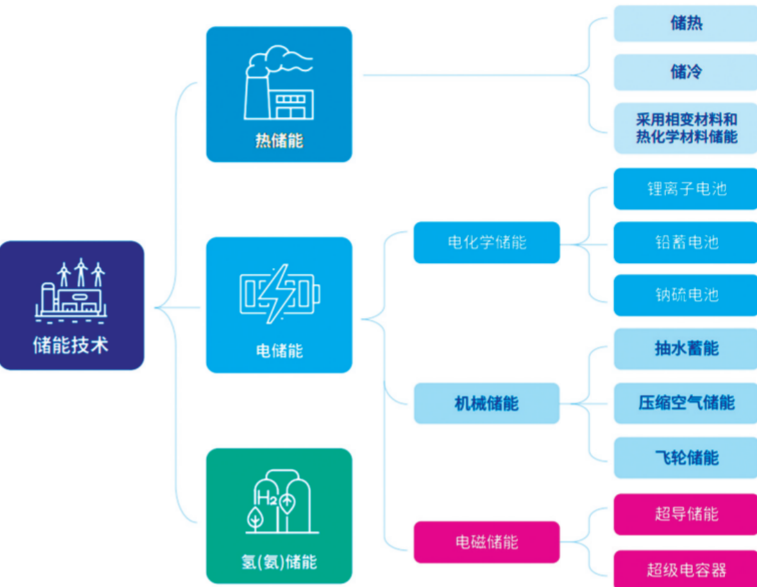 储能技术
热储能
储热
储冷
采用相变材料和
热化学材料储能
电储能
电化学储能
锂离子电池
铅蓄电池
钠硫电池
机械储能
抽水蓄能
压缩空气储能
飞轮储能
电磁储能
超导储能
超级电容器
H₂
氢(氨)储能